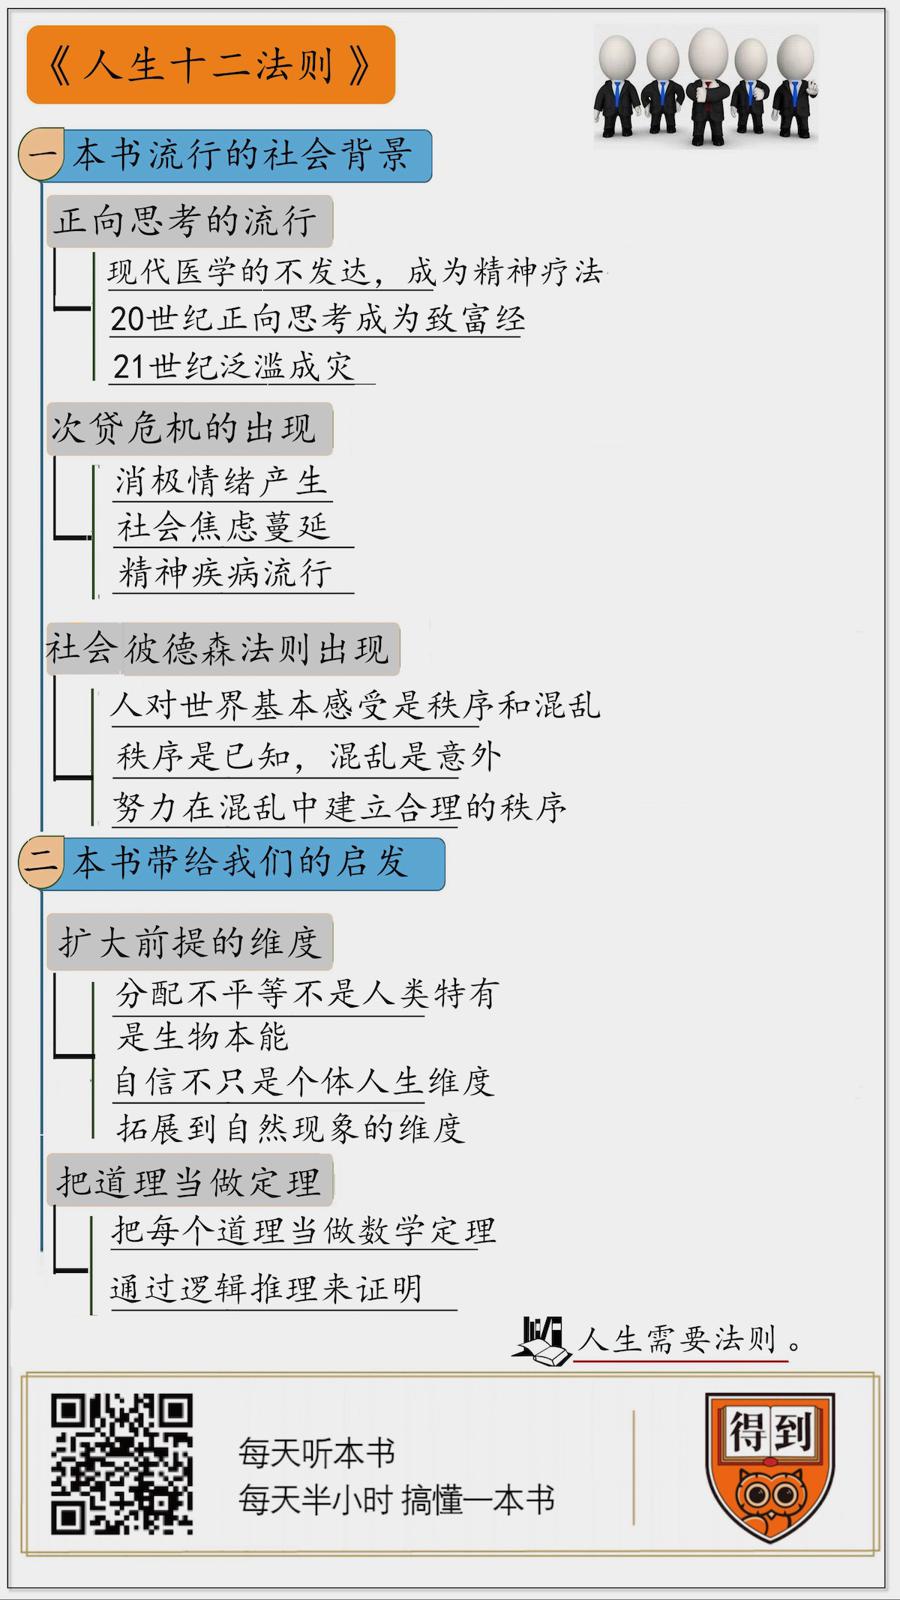 《人生十二法则》
一 本书流行的社会背景
正向思考的流行
现代医学的不发达，成为精神疗法
20世纪正向思考成为致富经
21世纪泛滥成灾
次贷危机的出现
消极情绪产生
社会焦虑蔓延
精神疾病流行
社会彼德森法则出现
人对世界基本感受是秩序和混乱
秩序是已知，混乱是意外
努力在混乱中建立合理的秩序
二 本书带给我们的启发
扩大前提的维度
分配不平等不是人类特有
是生物本能
自信不只是个体人生维度
拓展到自然现象的维度
把道理当做定理
把每个道理当做数学定理
通过逻辑推理来证明
人生需要法则。
每天听本书
每天半小时 搞懂一本书
得到